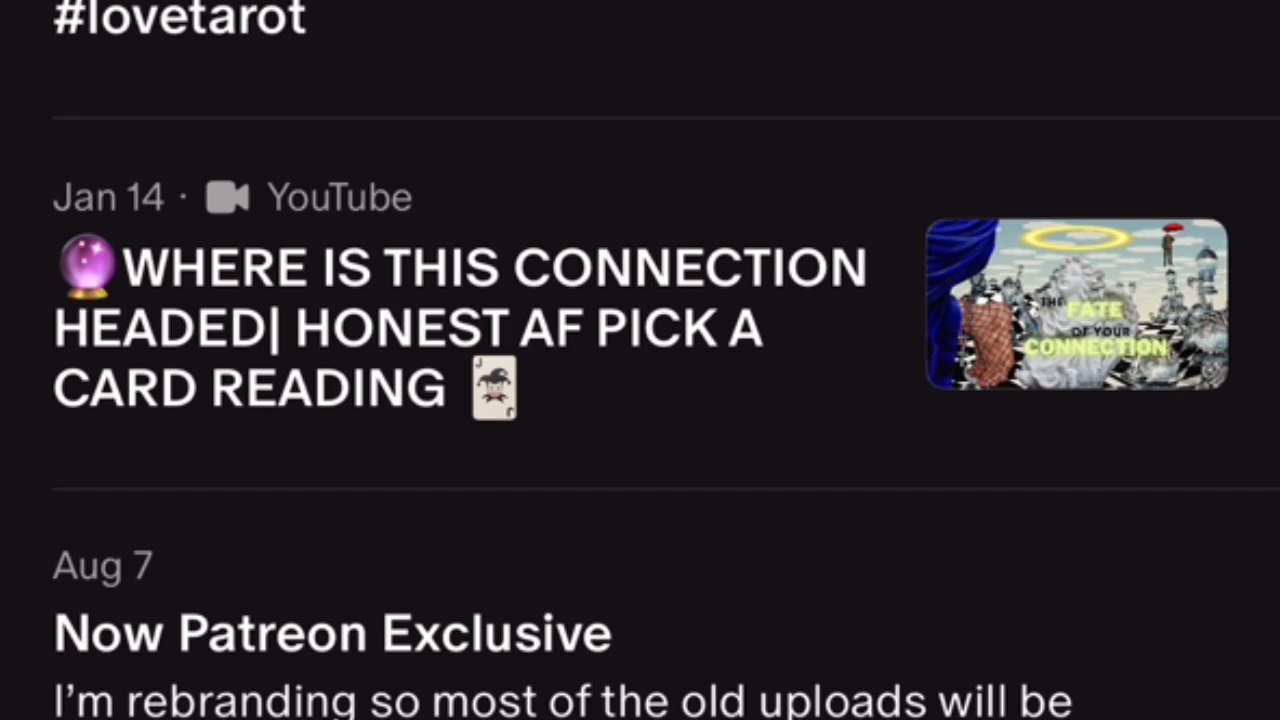 #lovetarot
Jan 14 · YouTube
🔮WHERE IS THIS CONNECTION
HEADED| HONEST AF PICK A
CARD READING 🃏
THE FATE
OF YOUR
CONNECTION
Aug 7
Now Patreon Exclusive
I’m rebranding so most of the old uploads will be